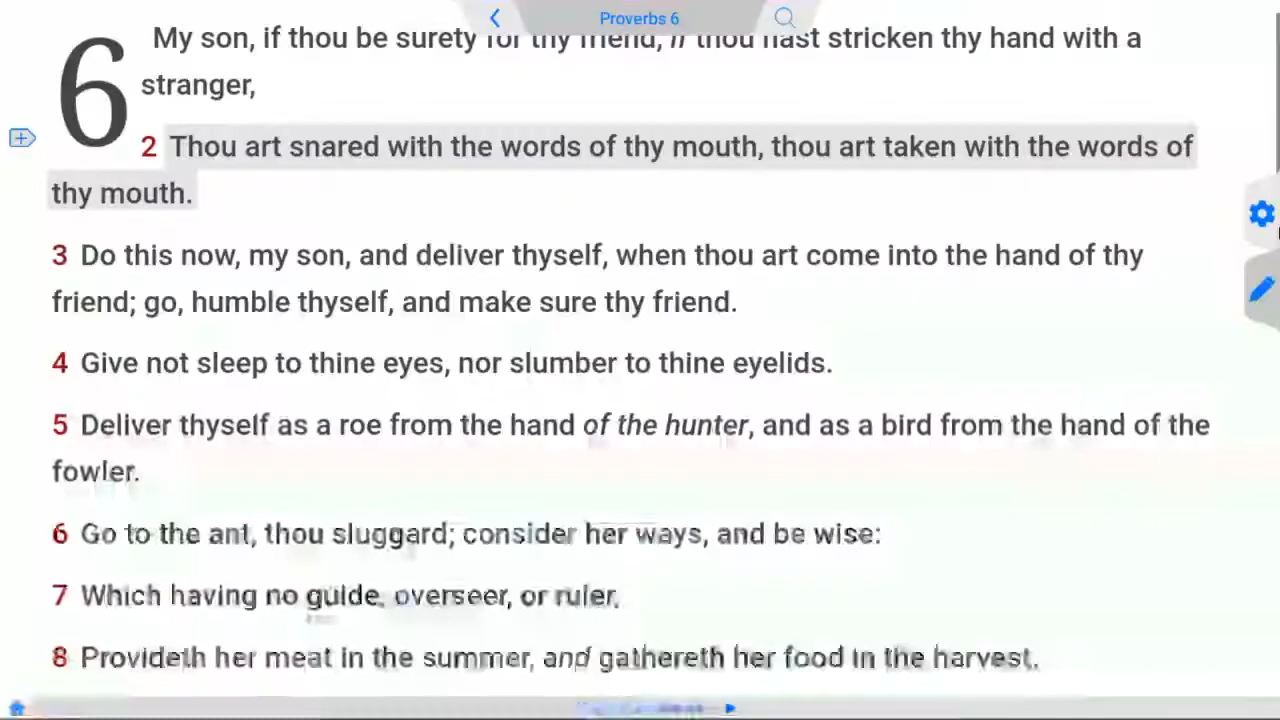 Proverbs 6
6 My son, if thou be surety for thy friend, if thou hast stricken thy hand with a
stranger,
2 Thou art snared with the words of thy mouth, thou art taken with the words of
thy mouth.
3 Do this now, my son, and deliver thyself, when thou art come into the hand of thy
friend; go, humble thyself, and make sure thy friend.
4 Give not sleep to thine eyes, nor slumber to thine eyelids.
5 Deliver thyself as a roe from the hand of the hunter, and as a bird from the hand of the
fowler.
6 Go to the ant, thou sluggard; consider her ways, and be wise:
7 Which having no guide, overseer, or ruler,
8 Provideth her meat in the summer, and gathereth her food in the harvest.